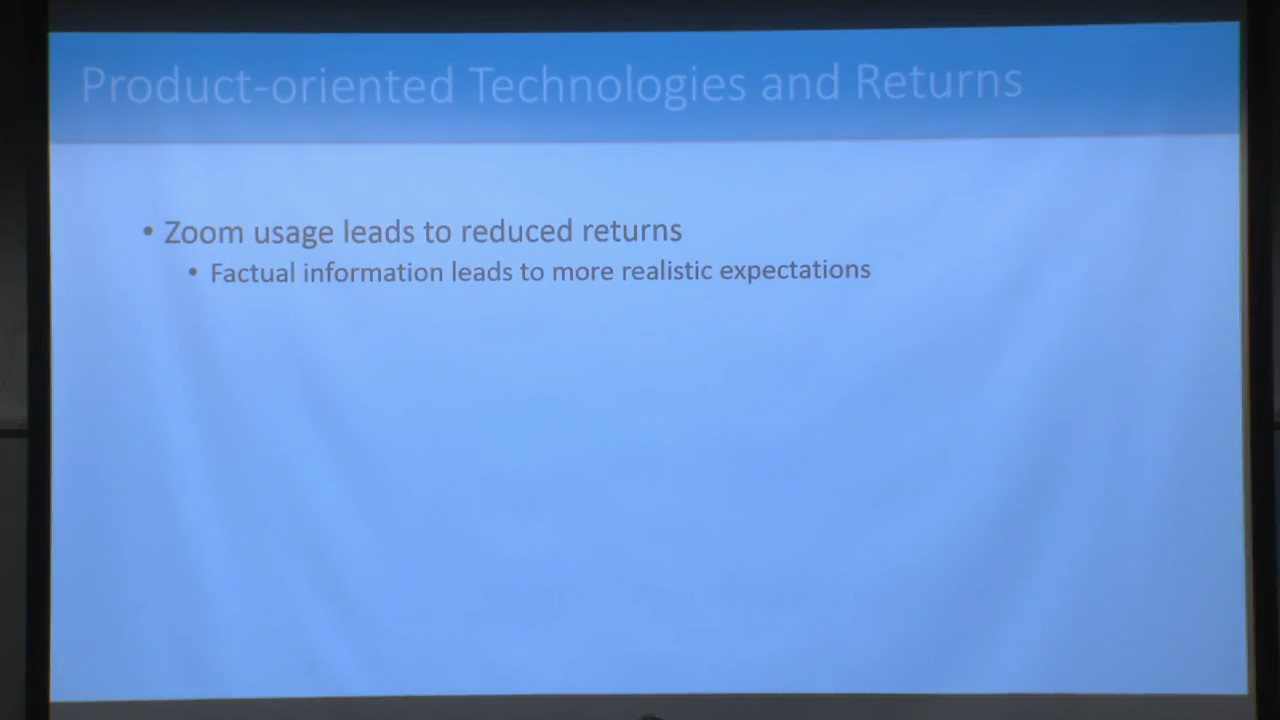 Product-oriented Technologies and Returns
• Zoom usage leads to reduced returns
• Factual information leads to more realistic expectations